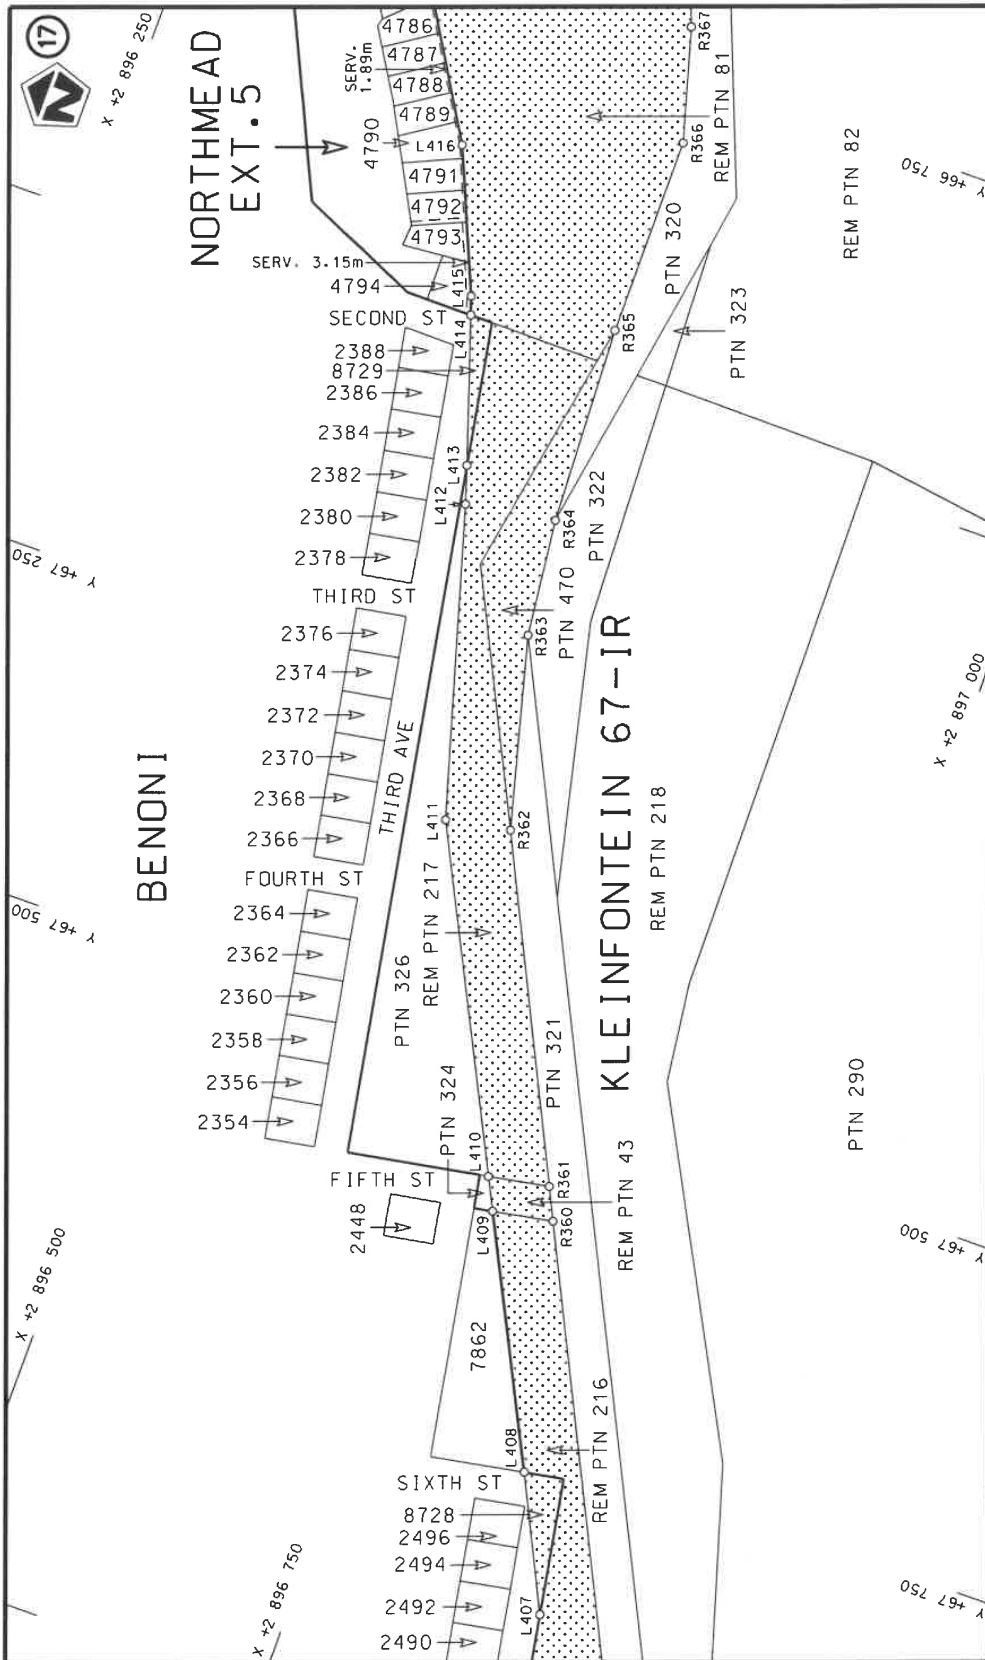 17
N
X +2 896 250
NORTHMEAD
EXT.5
4786
4787
4788
4789
4790
4791
4792
4793
4794
SERV.
1.89m
SERV. 3.15m
L416
L415
L414
L413
L412
L411
L410
L409
L408
L407
R367
R366
R365
R364
R363
R362
R361
R360
REM PTN 81
REM PTN 82
Y +66 750
PTN 320
PTN 323
PTN 322
PTN 470
SECOND ST
2388
8729
2386
2384
2382
2380
2378
THIRD ST
2376
2374
2372
2370
2368
2366
THIRD AVE
FOURTH ST
2364
2362
2360
2358
2356
2354
FIFTH ST
2448
Y +67 250
Y +67 500
BENONI
KLEINFONTEIN 67-IR
REM PTN 218
X +2 897 000
REM PTN 217
PTN 326
PTN 324
PTN 321
REM PTN 43
PTN 290
X +2 896 500
7862
Y +67 500
REM PTN 216
SIXTH ST
8728
2496
2494
2492
2490
X +2 896 750
Y +67 750